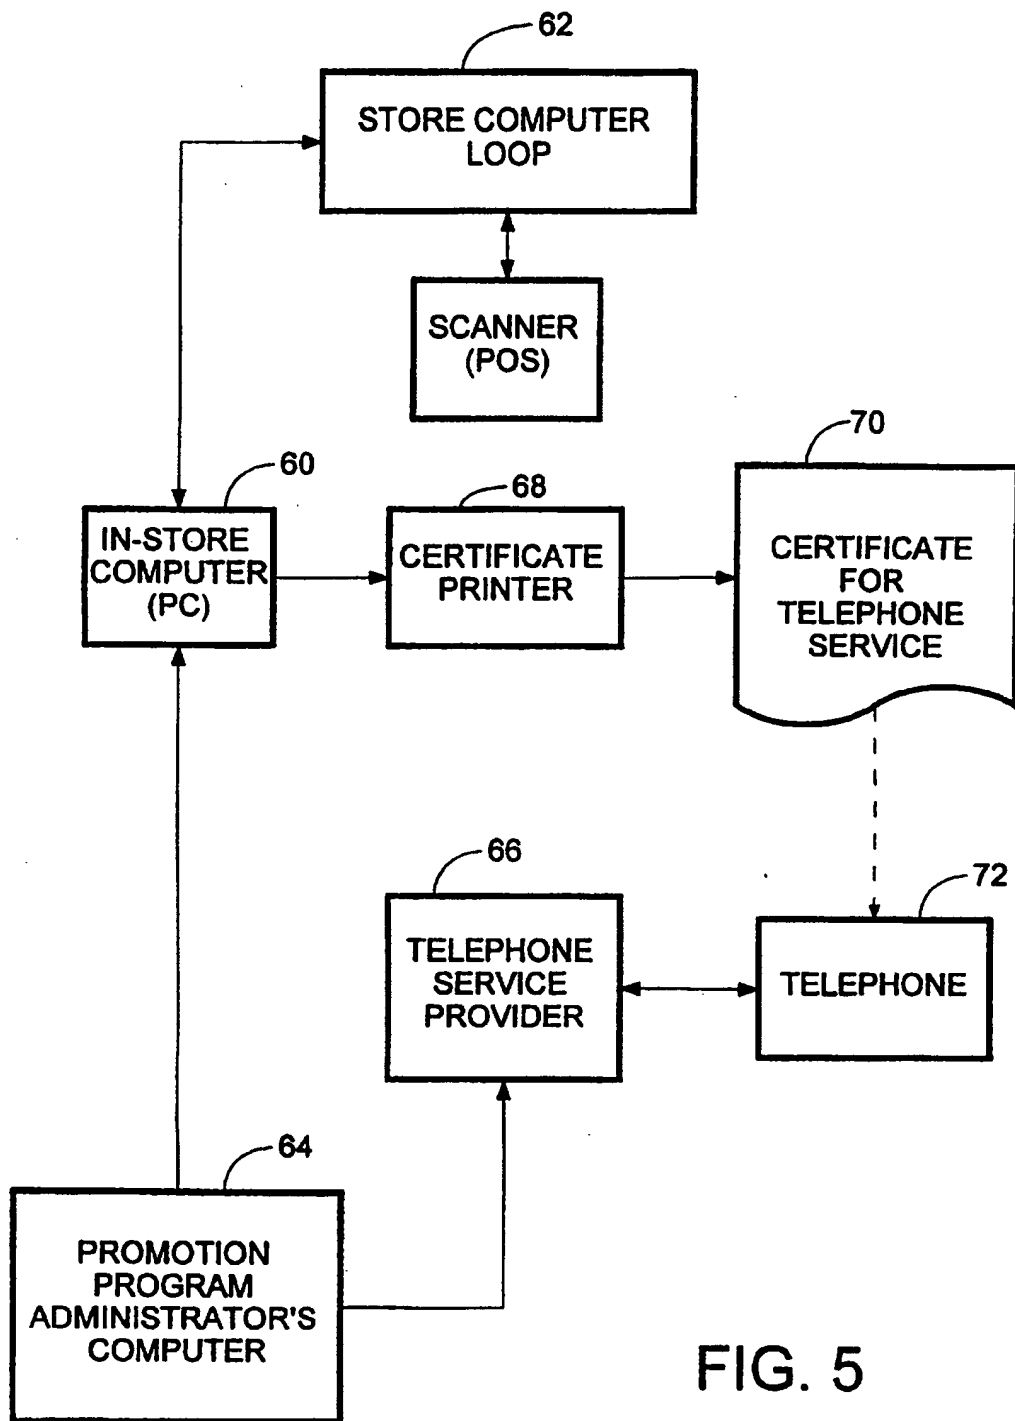 62
STORE COMPUTER
LOOP
SCANNER
(POS)
60
IN-STORE
COMPUTER
(PC)
68
CERTIFICATE
PRINTER
70
CERTIFICATE
FOR
TELEPHONE
SERVICE
66
TELEPHONE
SERVICE
PROVIDER
72
TELEPHONE
64
PROMOTION
PROGRAM
ADMINISTRATOR'S
COMPUTER
FIG. 5